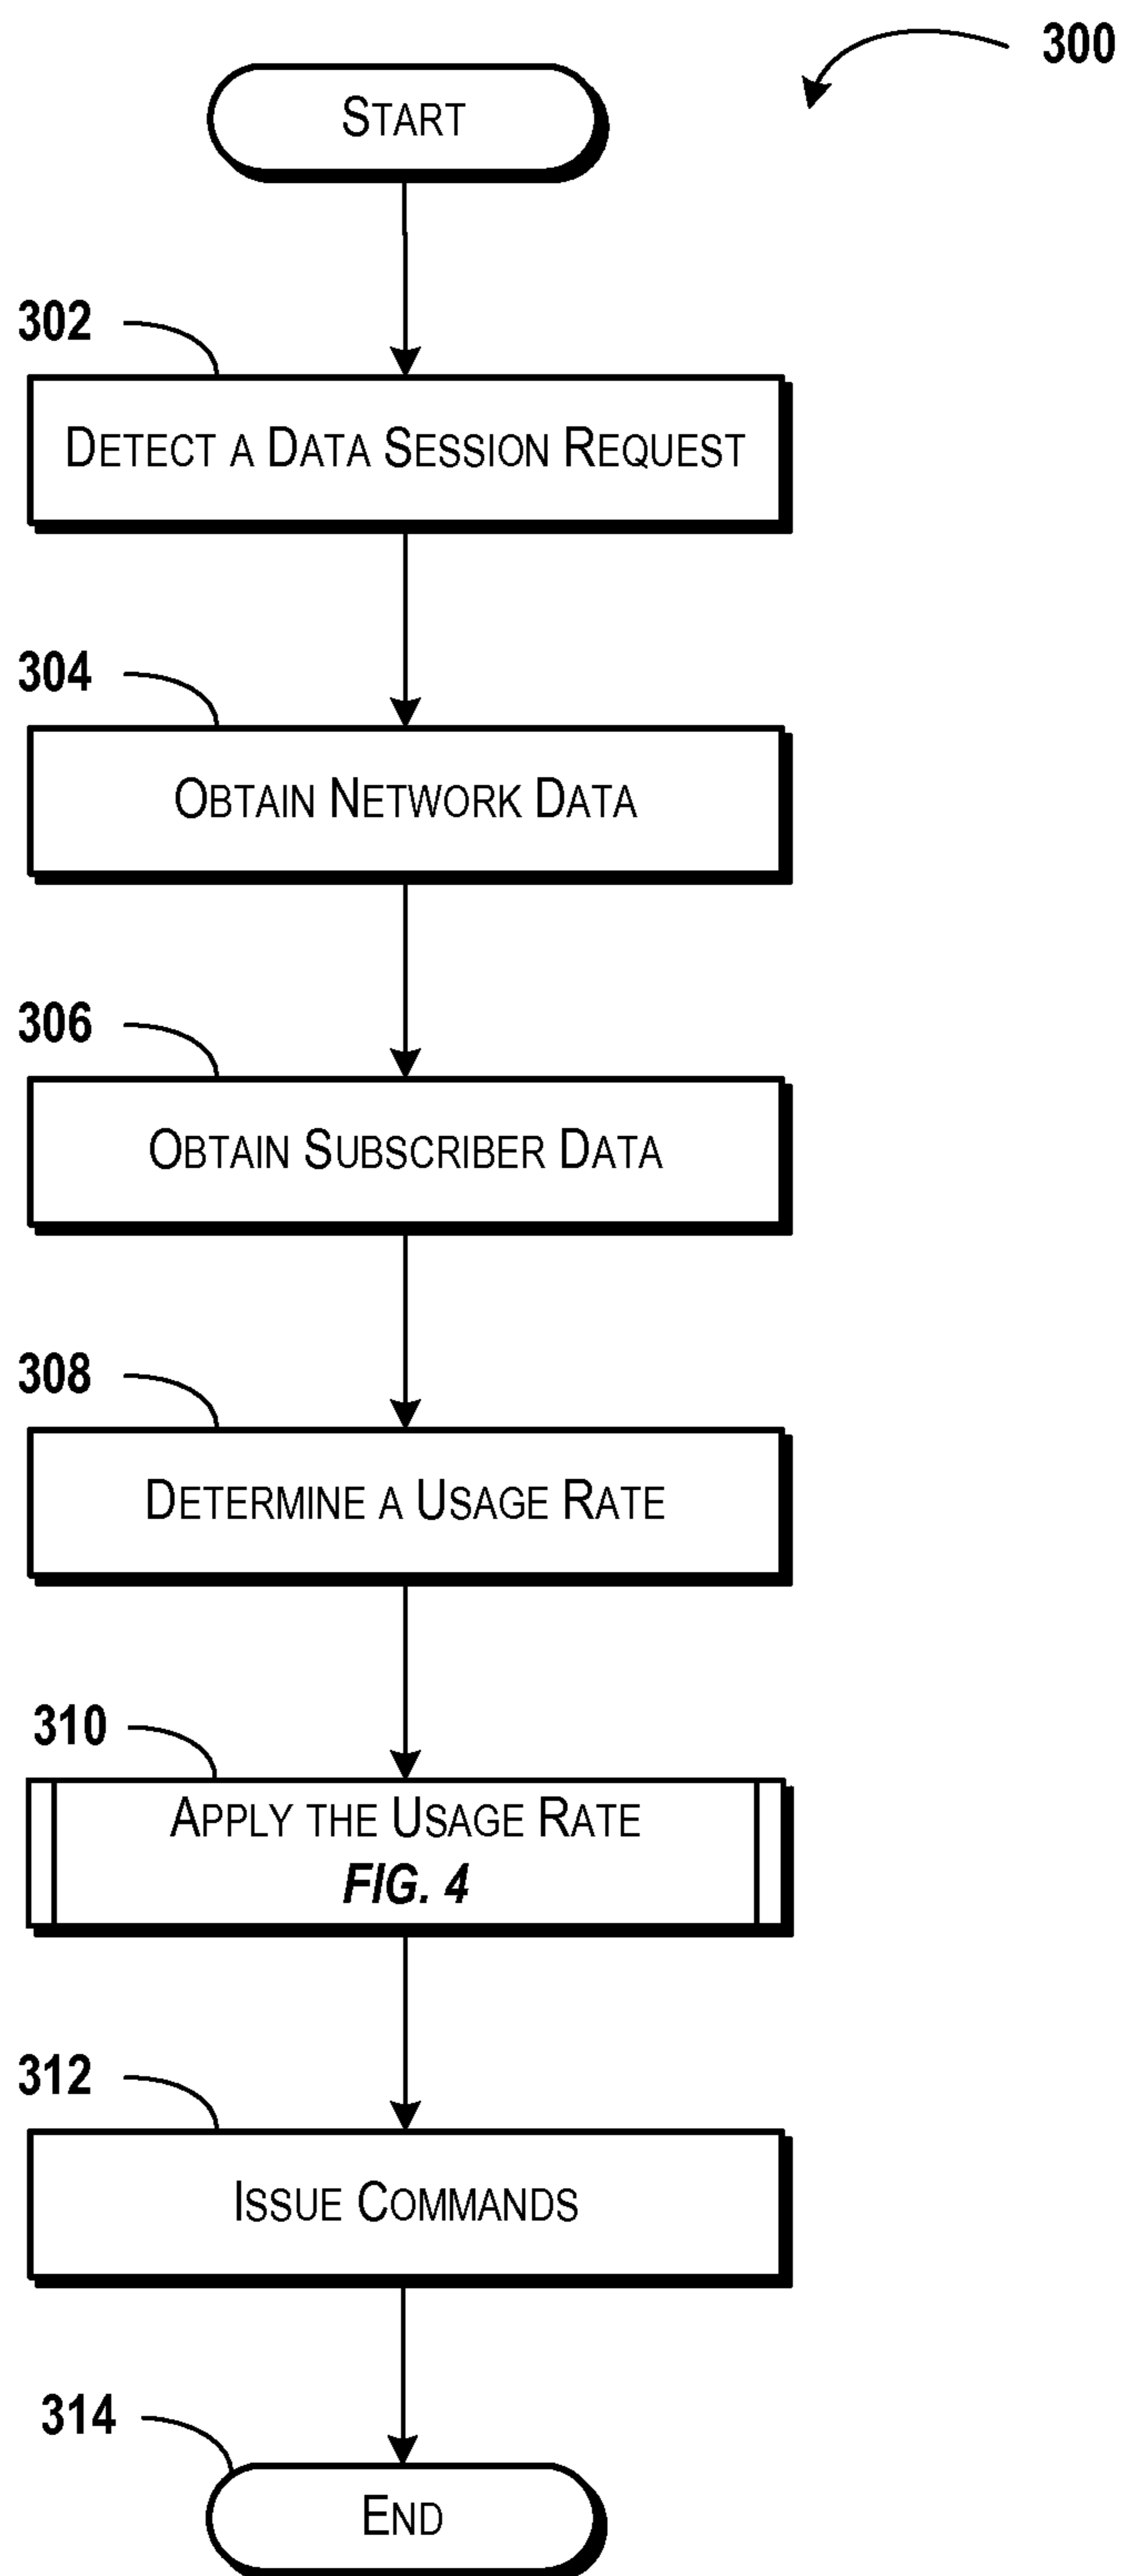 300
START
302
DETECT A DATA SESSION REQUEST
304
OBTAIN NETWORK DATA
306
OBTAIN SUBSCRIBER DATA
308
DETERMINE A USAGE RATE
310
APPLY THE USAGE RATE
FIG. 4
312
ISSUE COMMANDS
314
END